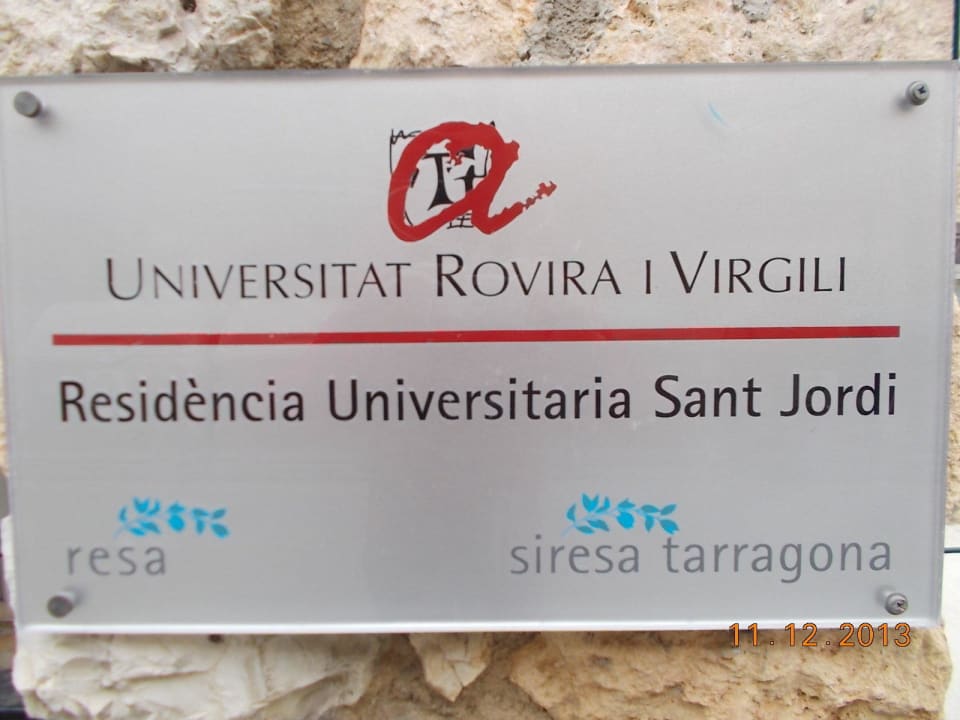 UNIVERSITAT ROVIRA I VIRGILI
Residència Universitaria Sant Jordi
resa
siresa tarragona
11.12.2013